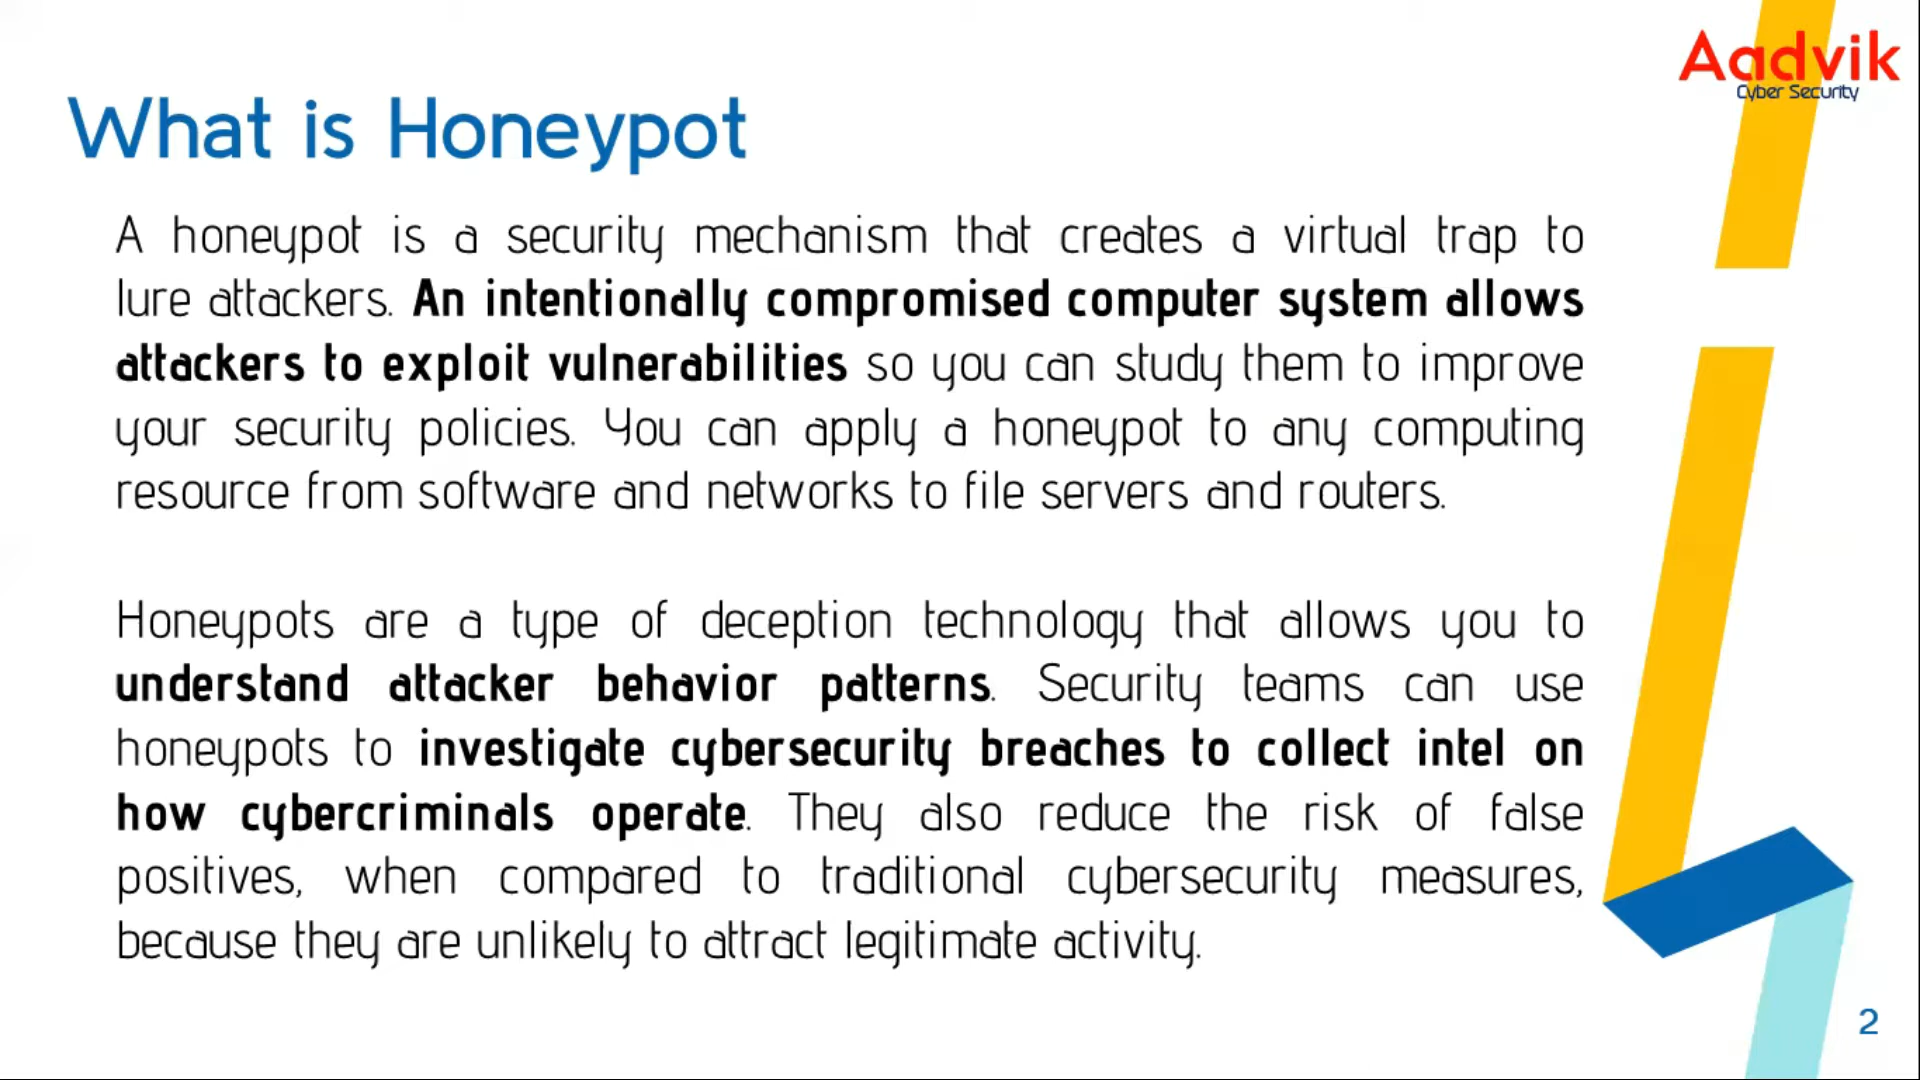 Aadvik
Cyber Security
What is Honeypot
A honeypot is a security mechanism that creates a virtual trap to
lure attackers. An intentionally compromised computer system allows
attackers to exploit vulnerabilities so you can study them to improve
your security policies. You can apply a honeypot to any computing
resource from software and networks to file servers and routers.
Honeypots are a type of deception technology that allows you to
understand attacker behavior patterns. Security teams can use
honeypots to investigate cybersecurity breaches to collect intel on
how cybercriminals operate. They also reduce the risk of false
positives, when compared to traditional cybersecurity measures,
because they are unlikely to attract legitimate activity.
2